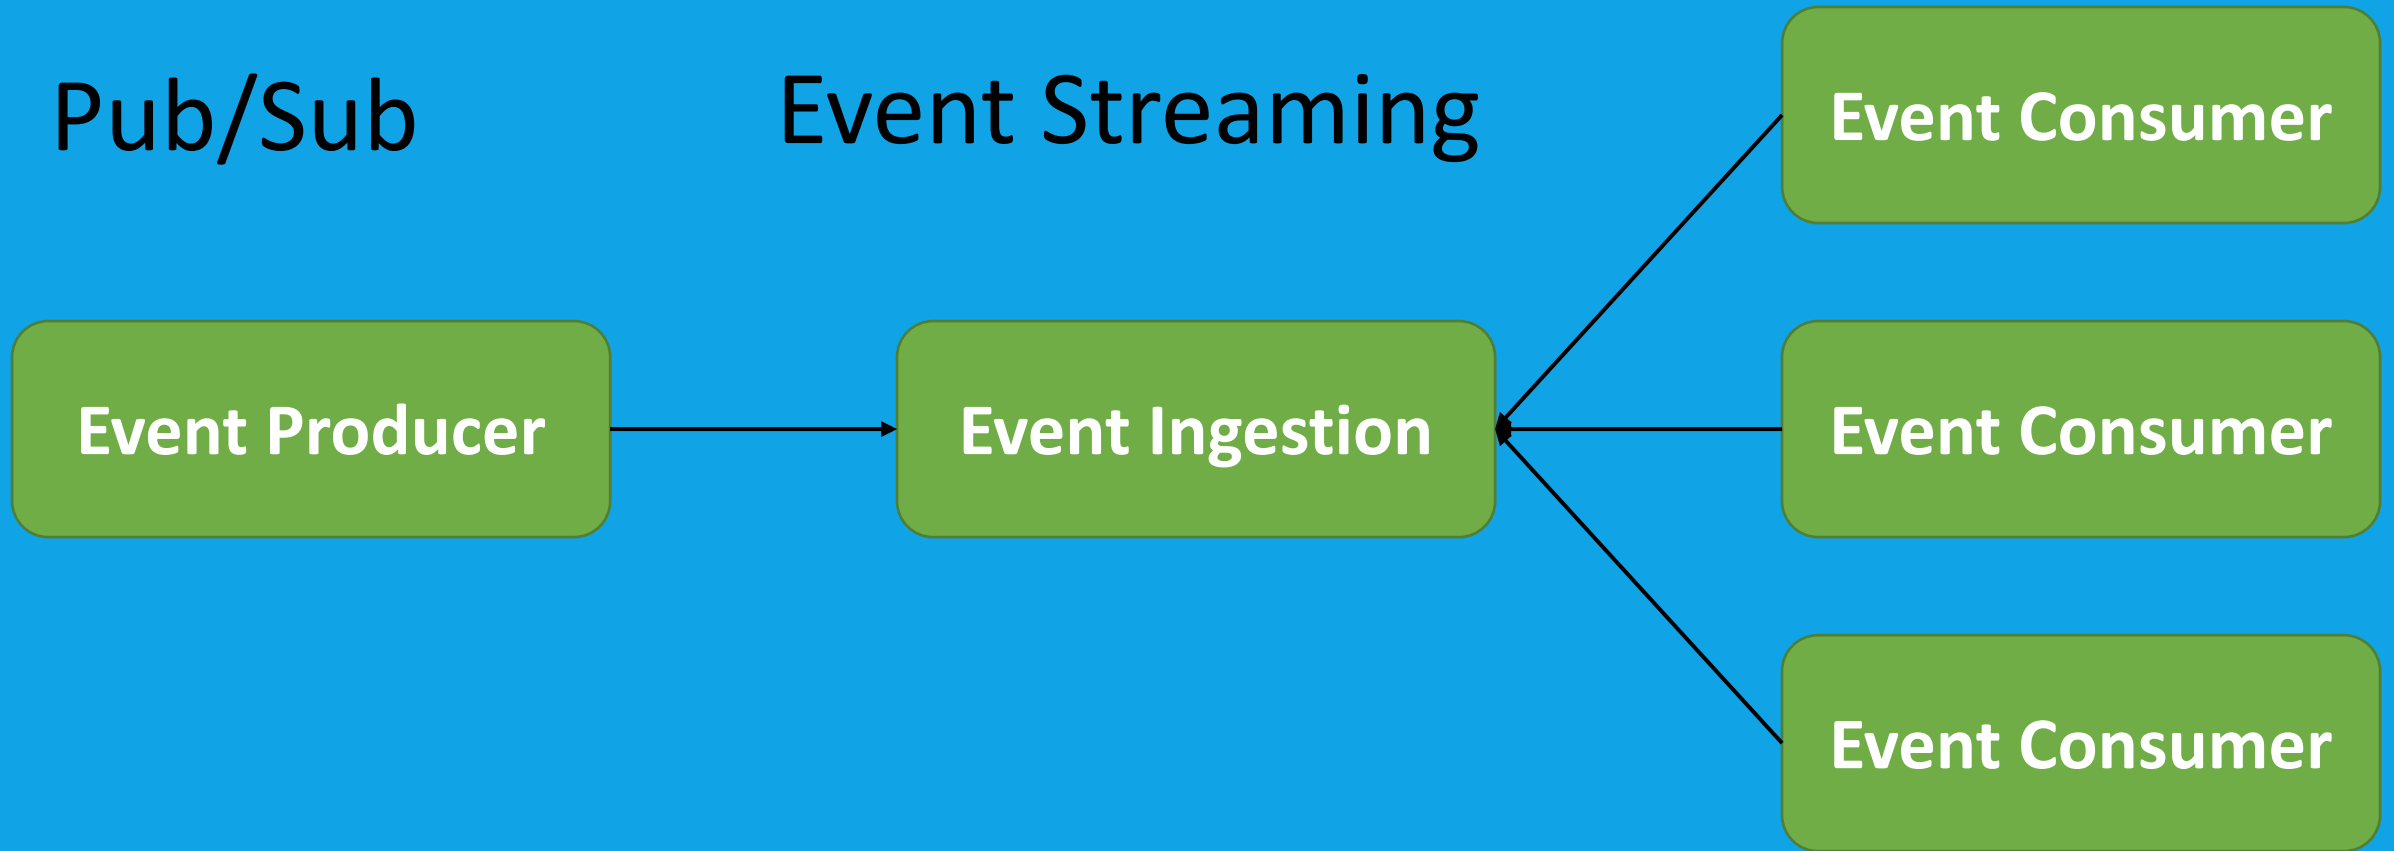 Pub/Sub
Event Streaming
Event Consumer
Event Producer
Event Ingestion
Event Consumer
Event Consumer